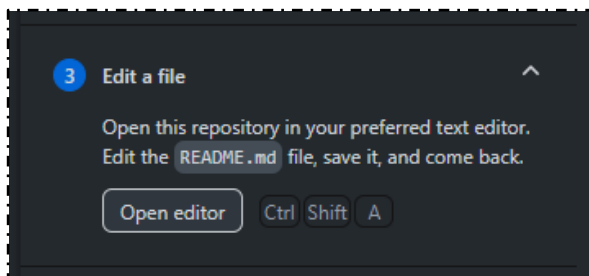 3 Edit a file
Open this repository in your preferred text editor.
Edit the README.md file, save it, and come back.
Open editor Ctrl Shift A